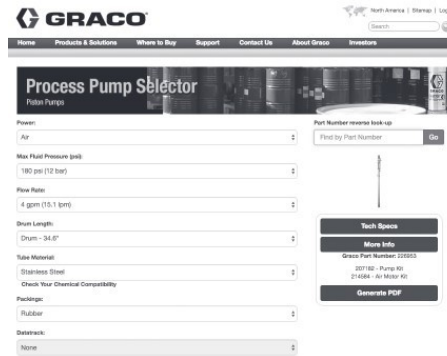 GRACO
North America | Sitemap | Log
Search
Home Products & Solutions Where to Buy Support Contact Us About Graco Investors
Process Pump Selector
Piston Pumps
Power:
Air
Max Fluid Pressure (psi):
180 psi (12 bar)
Flow Rate:
4 gpm (15.1 lpm)
Drum Length:
Drum - 34.6"
Tube Material:
Stainless Steel
Check Your Chemical Compatibility
Packings:
Rubber
Datatrack:
None
Part Number reverse look-up
Find by Part Number Go
Tech Specs
More Info
Graco Part Number: 226953
207182 - Pump Kit
214584 - Air Motor Kit
Generate PDF